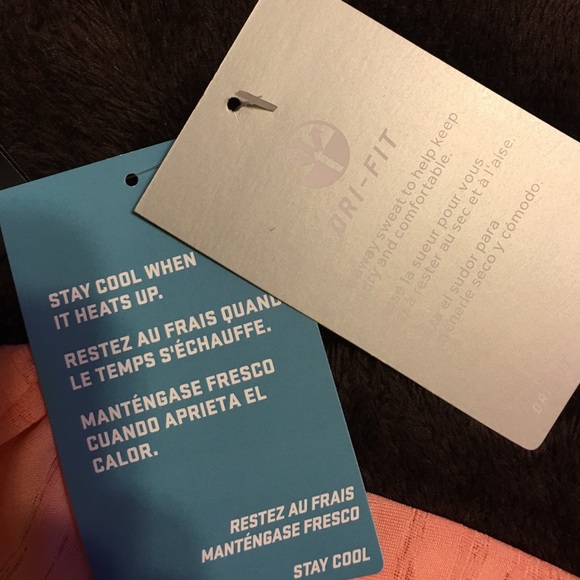 STAY COOL WHEN
IT HEATS UP.
RESTEZ AU FRAIS
LE TEMPS S'ÉCHAUFFE.
MANTÉNGASE FRESCO
CUANDO APRIETA EL
CALOR.
RESTEZ AU FRAIS
MANTÉNGASE FRESCO
STAY COOL
DRI-FIT
away sweat to help keep
and comfortable.
la sueur pour vous
à rester au sec et à l'aise.
el sudor para
seco y cómodo.